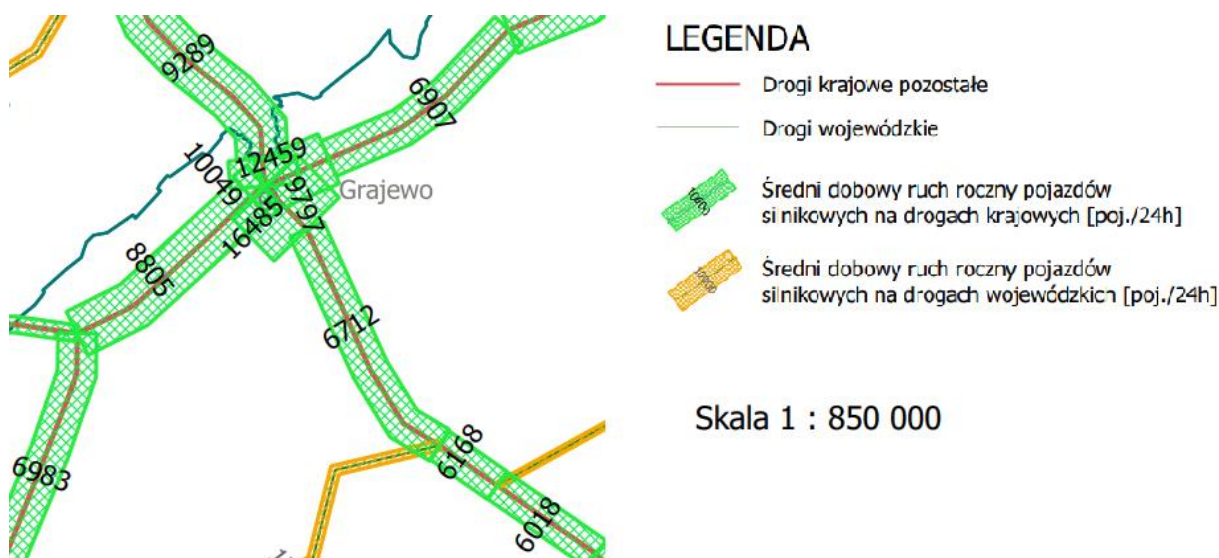 9289
6907
12459
10049
9797
Grajewo
16485
8805
6712
6168
6983
6018
LEGENDA
Drogi krajowe pozostałe
Drogi wojewódzkie
10000
Średni dobowy ruch roczny pojazdów
silnikowych na drogach krajowych [poj./24h]
10000
Średni dobowy ruch roczny pojazdów
silnikowych na drogach wojewódzkich [poj./24h]
Skala 1 : 850 000